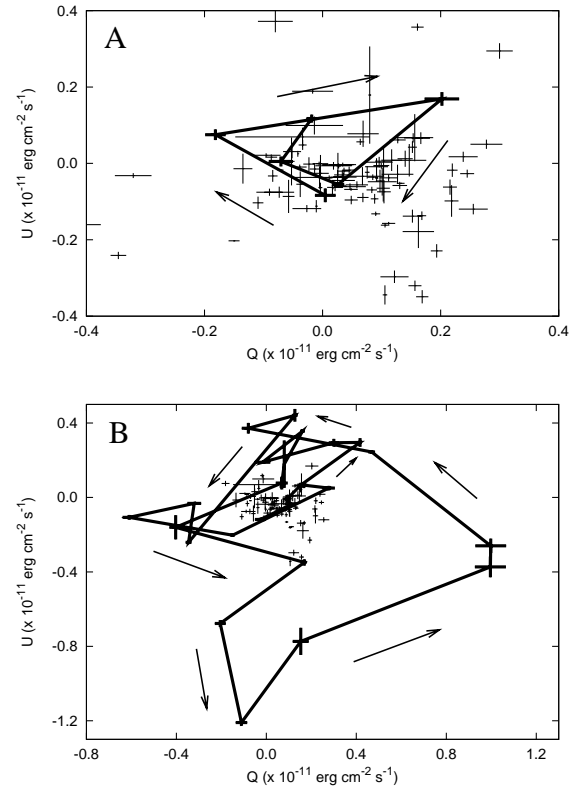 A
0.4
0.2
0.0
-0.2
-0.4
U (x 10⁻¹¹ erg cm⁻² s⁻¹)
-0.4 -0.2 0.0 0.2 0.4
Q (x 10⁻¹¹ erg cm⁻² s⁻¹)
B
0.4
0.0
-0.4
-0.8
-1.2
U (x 10⁻¹¹ erg cm⁻² s⁻¹)
-0.8 -0.4 0.0 0.4 0.8 1.2
Q (x 10⁻¹¹ erg cm⁻² s⁻¹)